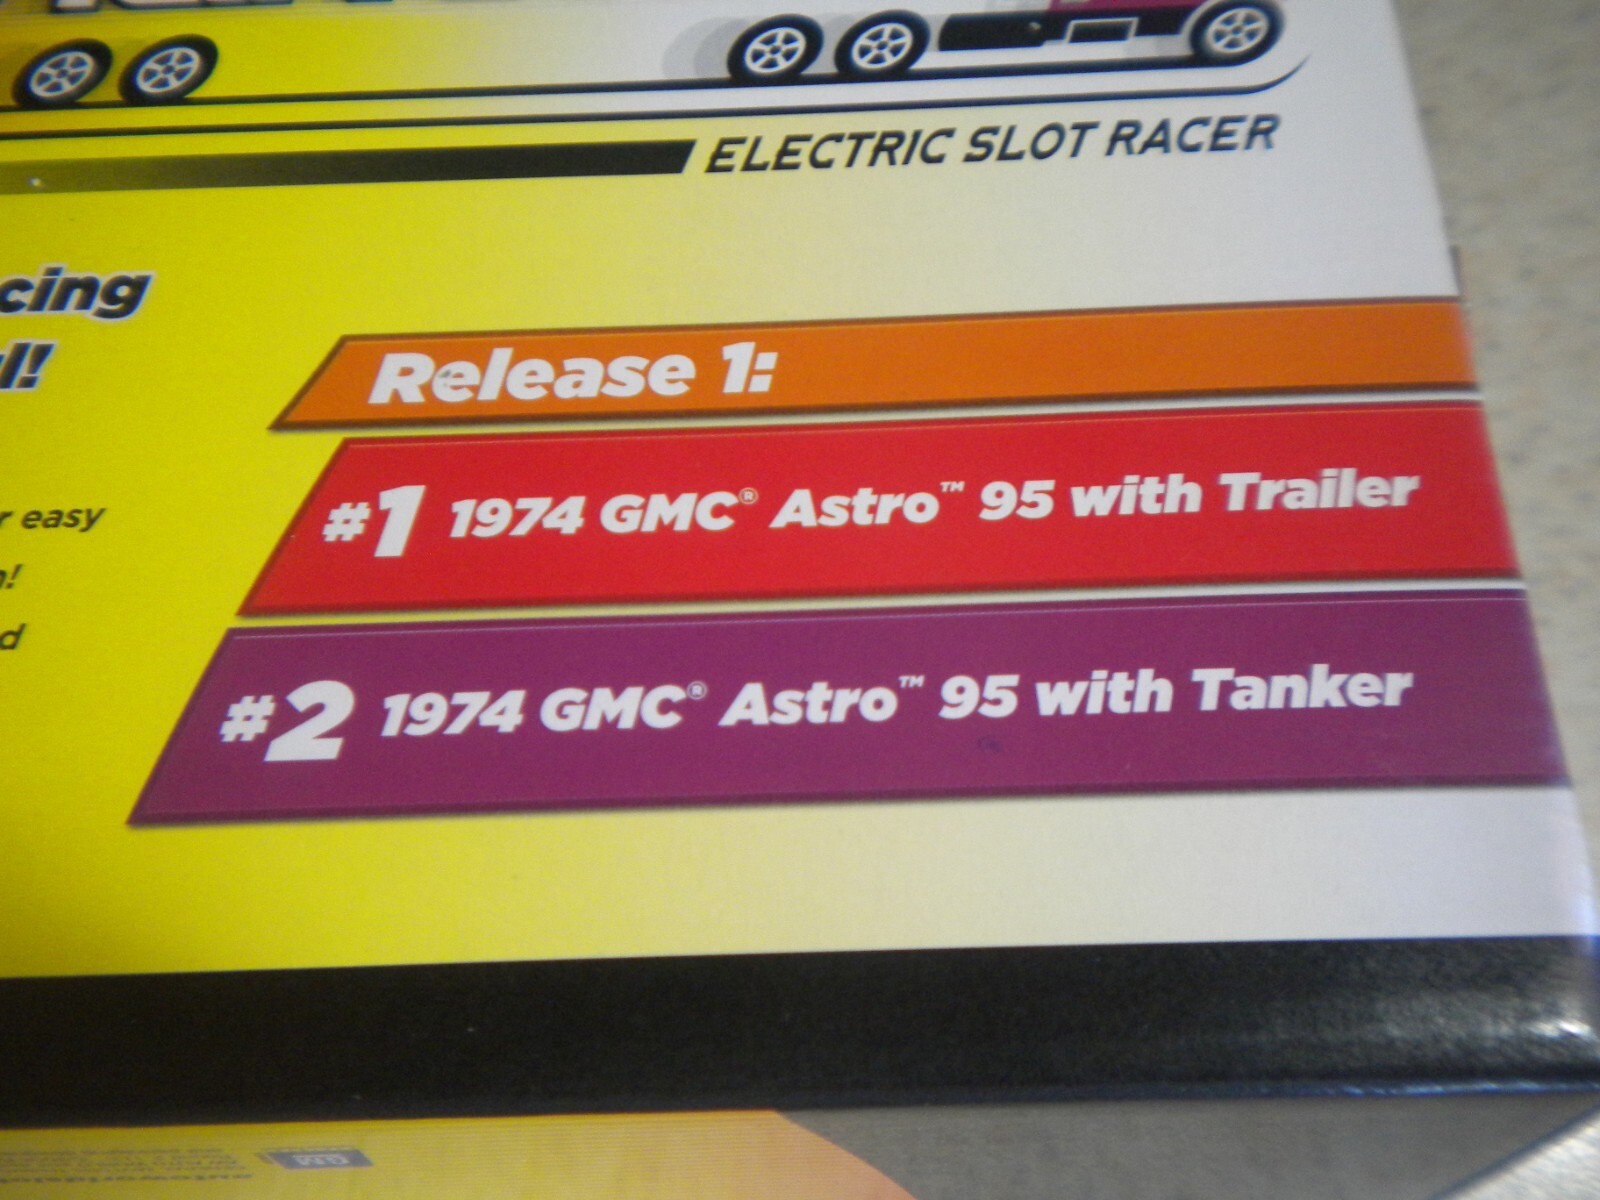 ELECTRIC SLOT RACER
cing
l!
r easy
!
d
Release 1:
#1 1974 GMC® Astro™ 95 with Trailer
#2 1974 GMC® Astro™ 95 with Tanker
GM